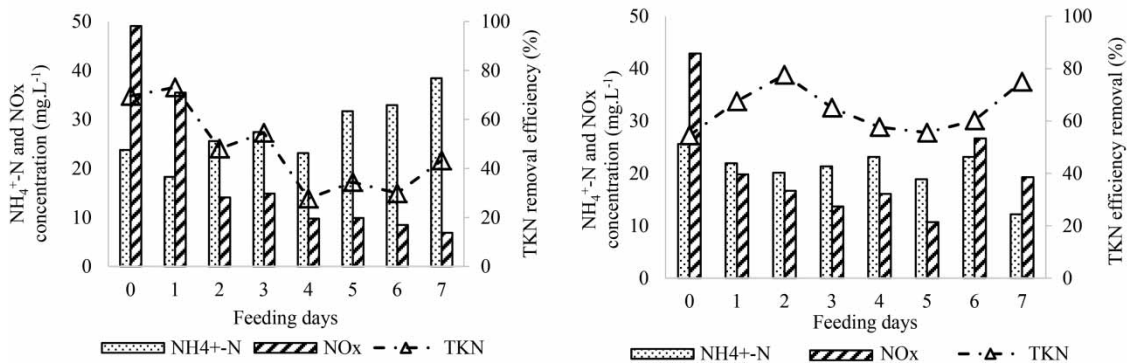 NH₄⁺-N and NOx
concentration (mg.L⁻¹)
50
40
30
20
10
0
100
80
60
40
20
0
TKN removal efficiency (%)
0 1 2 3 4 5 6 7
Feeding days
NH4+-N NOx TKN
NH₄⁺-N and NOx
concentration (mg.L⁻¹)
50
40
30
20
10
0
100
80
60
40
20
0
TKN efficiency removal (%)
0 1 2 3 4 5 6 7
Feeding days
NH4+-N NOx TKN